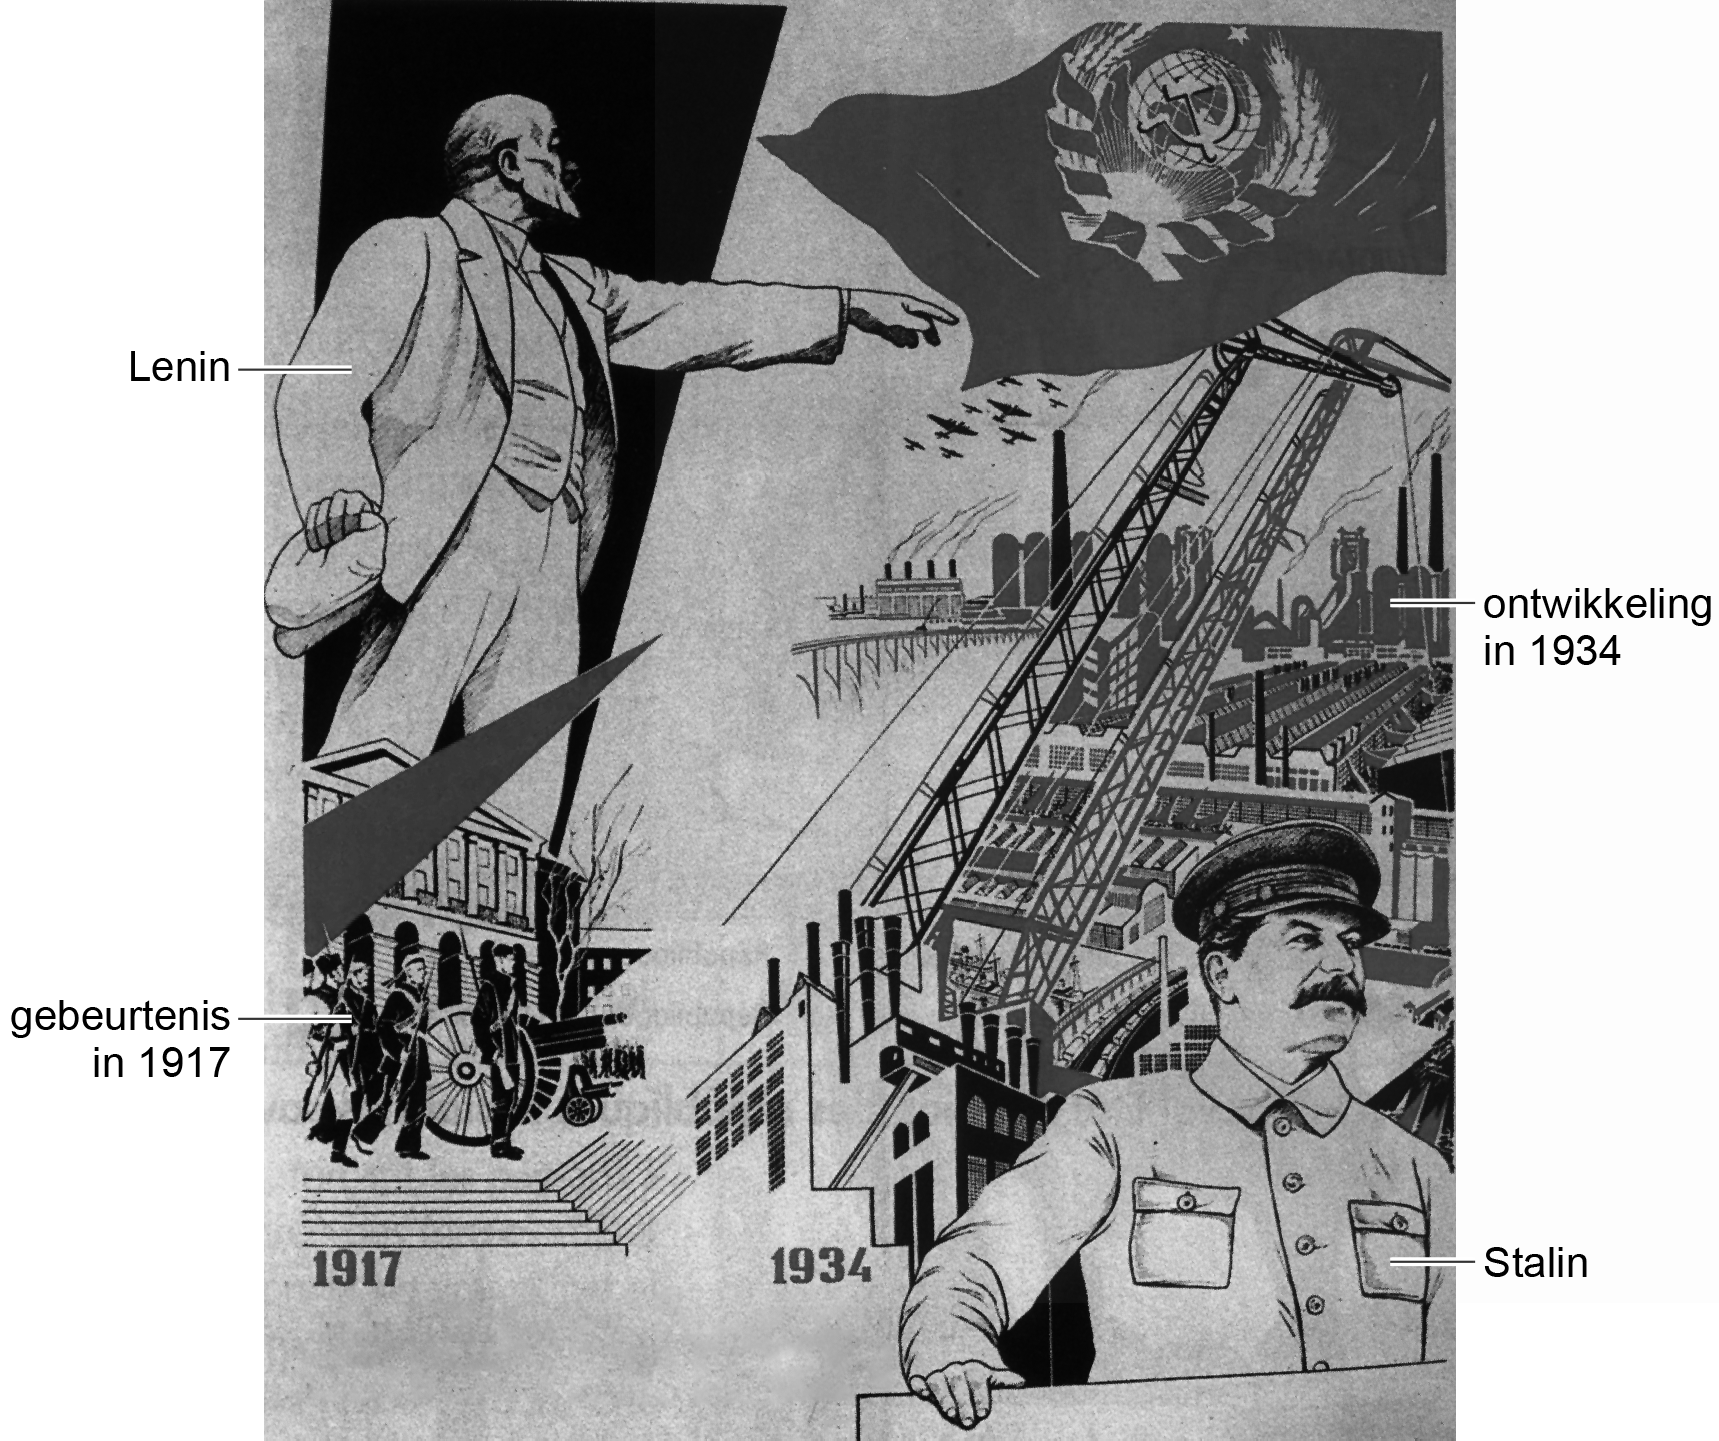 Lenin
ontwikkeling
in 1934
gebeurtenis
in 1917
1917
1934
Stalin